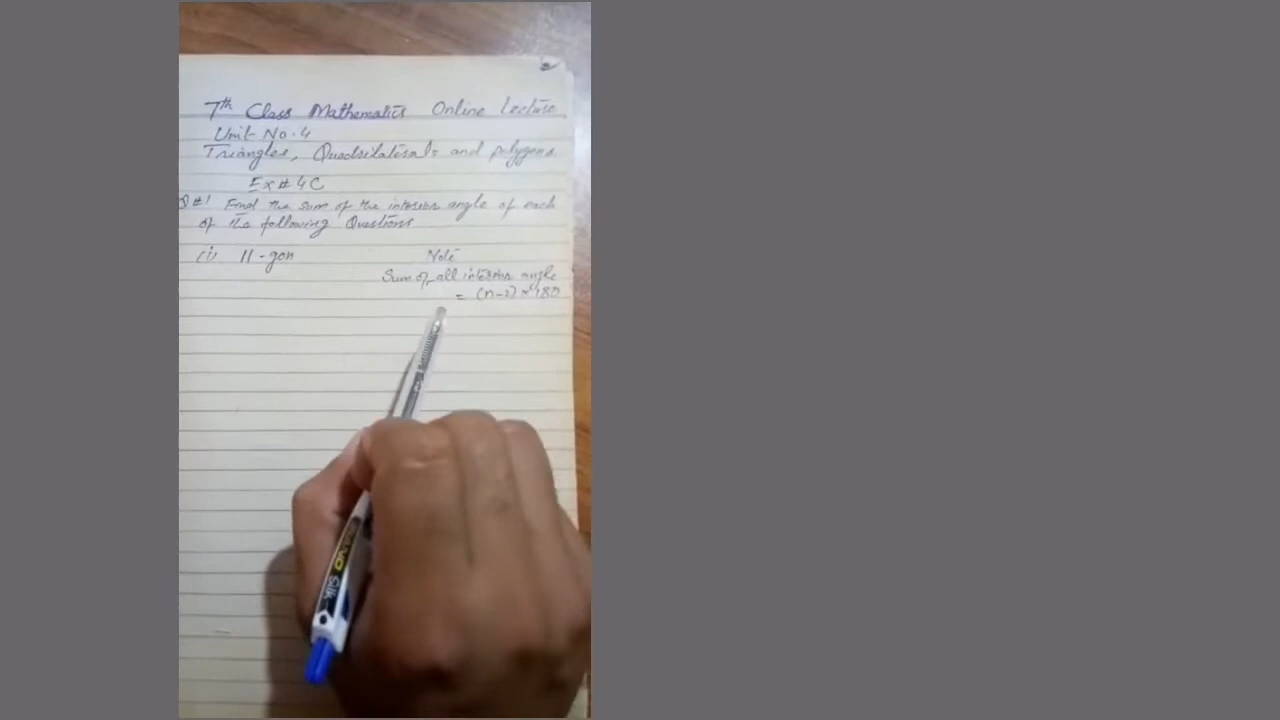 7th Class Mathematics Online Lecture
Unit No. 4
Triangles, Quadrilaterals and polygons
Ex # 4C
Q#1 Find the sum of the interior angle of each
of the following Questions
(i) 11-gon
Note
Sum of all interior angle
= (n-2) × 180
Silk